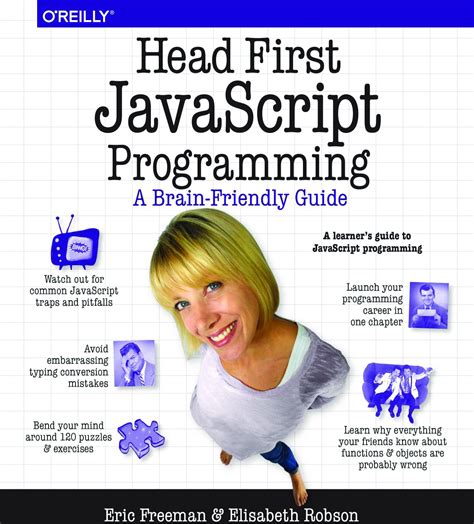 O'REILLY®
Head First
JavaScript
Programming
A Brain-Friendly Guide
A learner's guide to
JavaScript programming
Watch out for
common JavaScript
traps and pitfalls
Launch your
programming
career in
one chapter
Avoid
embarrassing
typing conversion
mistakes
Bend your mind
around 120 puzzles
& exercises
Learn why everything
your friends know about
functions & objects are
probably wrong
Eric Freeman & Elisabeth Robson